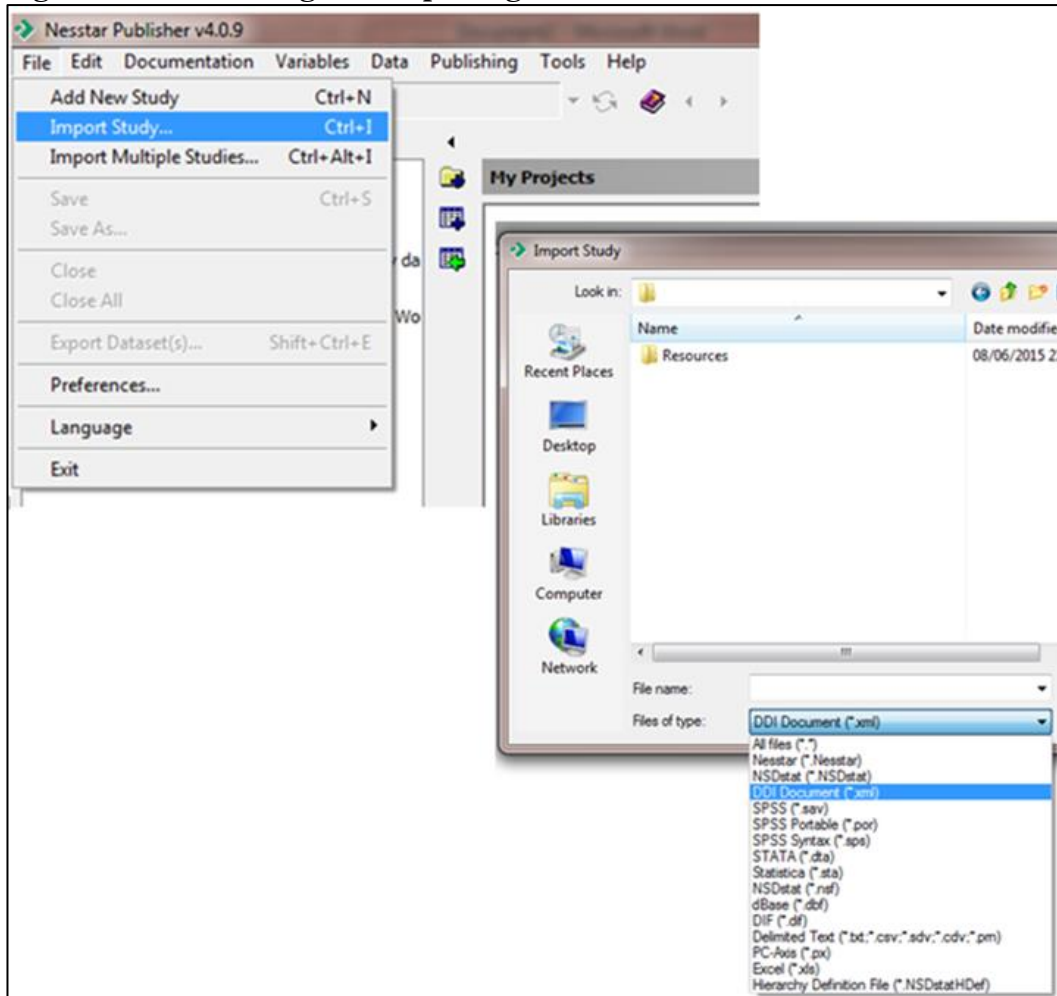 Nesstar Publisher v4.0.9
File Edit Documentation Variables Data Publishing Tools Help
Add New Study Ctrl+N
Import Study... Ctrl+I
Import Multiple Studies... Ctrl+Alt+I
Save Ctrl+S
Save As...
Close
Close All
Export Dataset(s)... Shift+Ctrl+E
Preferences...
Language
Exit
da
Wo
My Projects
Import Study
Look in:
Name Date modifie
Resources 08/06/2015 2
Recent Places
Desktop
Libraries
Computer
Network
File name:
Files of type: DDI Document (*.xml)
All files (*.*)
Nesstar (*.Nesstar)
NSDstat (*.NSDstat)
DDI Document (*.xml)
SPSS (*.sav)
SPSS Portable (*.por)
SPSS Syntax (*.sps)
STATA (*.dta)
Statistica (*.sta)
NSDstat (*.nsf)
dBase (*.dbf)
DIF (*.dif)
Delimited Text (*.txt;*.csv;*.sdv;*.cdv;*.prn)
PC-Axis (*.px)
Excel (*.xls)
Hierarchy Definition File (*.NSDstatHDef)